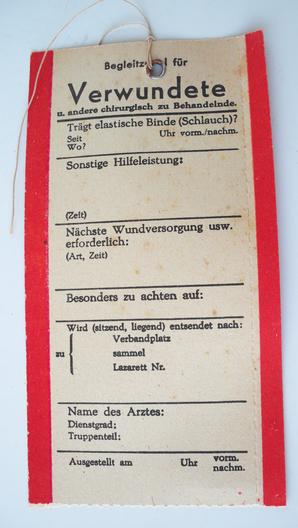 Begleitz l für
Verwundete
u. andere chirurgisch zu Behandelnde.
Trägt elastische Binde (Schlauch)?
Seit Uhr vorm./nachm.
Wo?
Sonstige Hilfeleistung:
(Zeit)
Nächste Wundversorgung usw.
erforderlich:
(Art, Zeit)
Besonders zu achten auf:
Wird (sitzend, liegend) entsendet nach:
Verbandplatz
zu { sammel
Lazarett Nr.
Name des Arztes:
Dienstgrad:
Truppenteil:
Ausgestellt am Uhr vorm.
nachm.